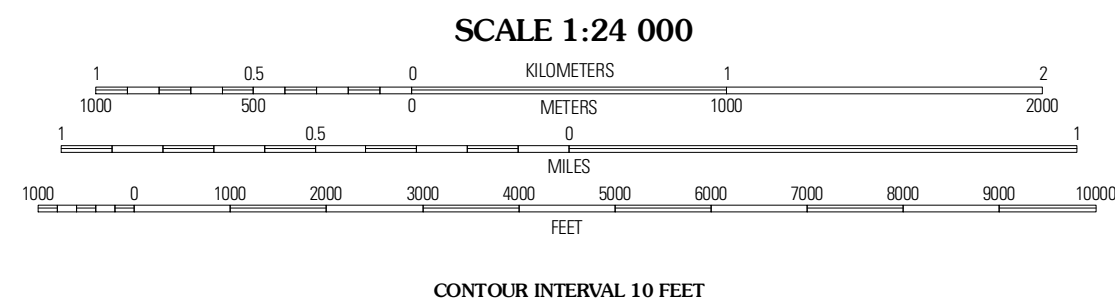 SCALE 1:24 000
1 0.5 0 KILOMETERS 1 2
1000 500 0 METERS 1000 2000
1 0.5 0 1
MILES
1000 0 1000 2000 3000 4000 5000 6000 7000 8000 9000 10000
FEET
CONTOUR INTERVAL 10 FEET